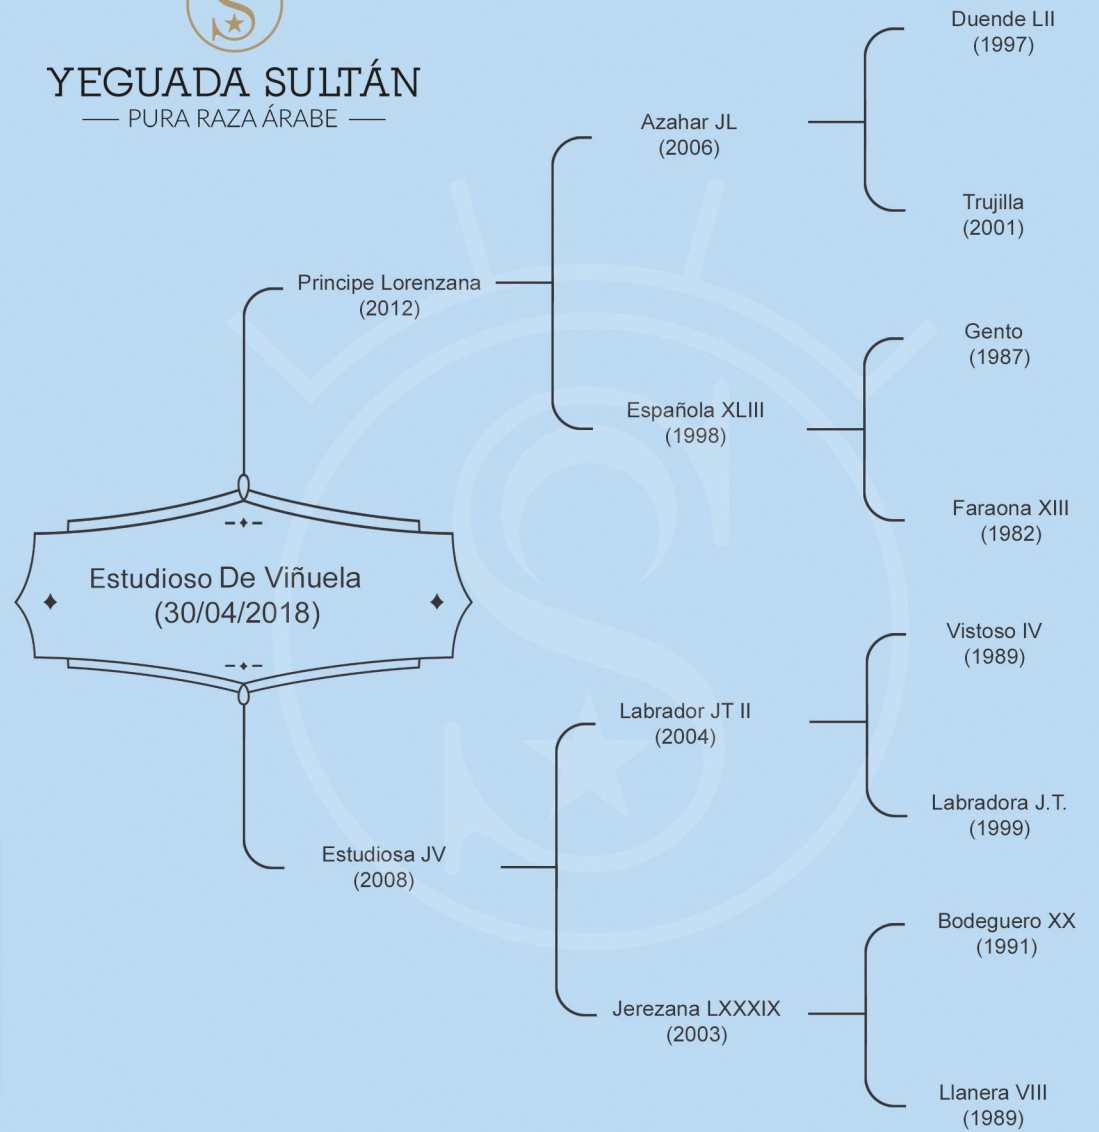 S
YEGUADA SULTÁN
PURA RAZA ÁRABE
Duende LII
(1997)
Azahar JL
(2006)
Trujilla
(2001)
Principe Lorenzana
(2012)
Gento
(1987)
Española XLIII
(1998)
Faraona XIII
(1982)
Estudioso De Viñuela
(30/04/2018)
Vistoso IV
(1989)
Labrador JT II
(2004)
Labradora J.T.
(1999)
Estudiosa JV
(2008)
Bodeguero XX
(1991)
Jerezana LXXXIX
(2003)
Llanera VIII
(1989)